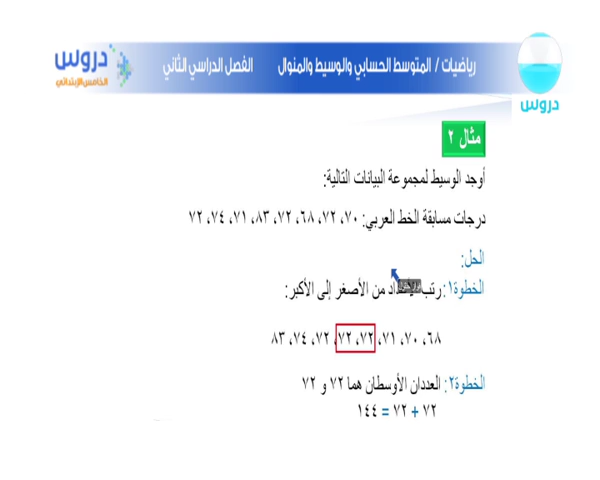 دروس
الخامس الإبتدائي
رياضيات / المتوسط الحسابي والوسيط والمنوال
الفصل الدراسي الثاني
دروس
مثال ٢
أوجد الوسيط لمجموعة البيانات التالية:
درجات مسابقة الخط العربي: ٧٠، ٧٢، ٦٨، ٧٢، ٨٣، ٧١، ٧٤، ٧٢
الحل:
الخطوة١: رتب الأعداد من الأصغر إلى الأكبر:
٦٨، ٧٠، ٧١، ٧٢، ٧٢، ٧٢، ٧٤، ٨٣
الخطوة٢: العددان الأوسطان هما ٧٢ و ٧٢
٧٢ + ٧٢ = ١٤٤